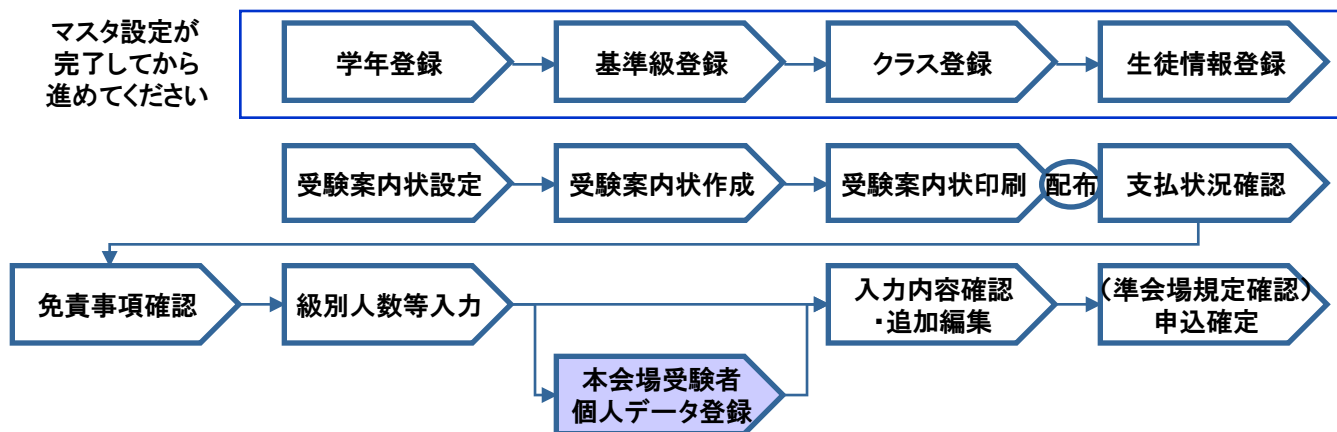 マスタ設定が
完了してから
進めてください
学年登録
基準級登録
クラス登録
生徒情報登録
受験案内状設定
受験案内状作成
受験案内状印刷
配布
支払状況確認
免責事項確認
級別人数等入力
入力内容確認
・追加編集
(準会場規定確認)
申込確定
本会場受験者
個人データ登録